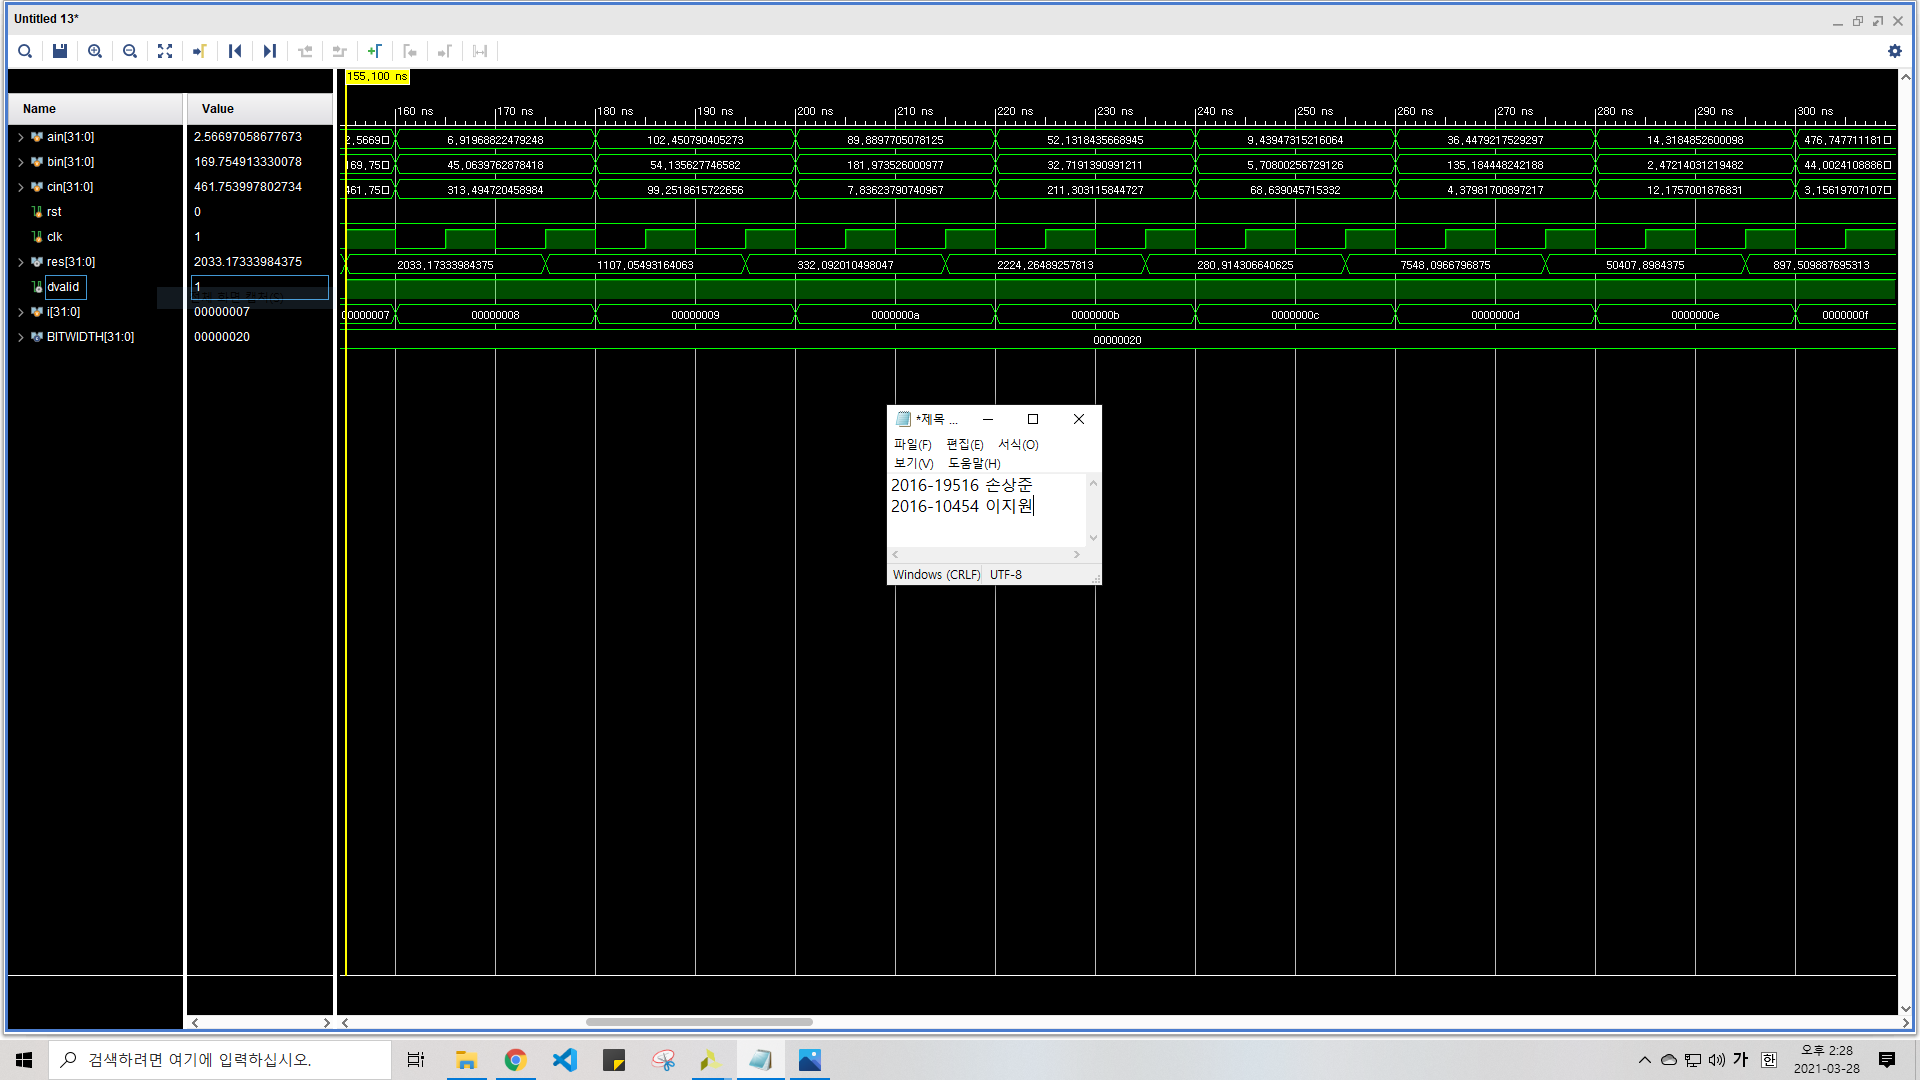 Untitled 13*
155,100 ns
Name Value
160 ns 170 ns 180 ns 190 ns 200 ns 210 ns 220 ns 230 ns 240 ns 250 ns 260 ns 270 ns 280 ns 290 ns 300 ns
ain[31:0] 2.56697058677673 2,5669 6,91968822479248 102,450790405273 89,8897705078125 52,1318435668945 9,43947315216064 36,4479217529297 14,3184852600098 476,747711181
bin[31:0] 169.754913330078 169,75 45,0639762878418 54,135627746582 181,973526000977 32,7191390991211 5,70800256729126 135,184448242188 2,47214031219482 44,0024108886
cin[31:0] 461.753997802734 461,75 313,494720458984 99,2518615722656 7,83623790740967 211,303115844727 68,639045715332 4,37981700897217 12,1757001876831 3,15619707107
rst 0
clk 1
res[31:0] 2033.17333984375 2033,17333984375 1107,05493164063 332,092010498047 2224,26489257813 280,914306640625 7548,0966796875 50407,8984375 897,509887695313
dvalid 1
i[31:0] 00000007 00000007 00000008 00000009 0000000a 0000000b 0000000c 0000000d 0000000e 0000000f
BITWIDTH[31:0] 00000020 00000020
*제목 ...
파일(F) 편집(E) 서식(O)
보기(V) 도움말(H)
2016-19516 손상준
2016-10454 이지원
Windows (CRLF) UTF-8
검색하려면 여기에 입력하십시오.
가 한 오후 2:28
2021-03-28